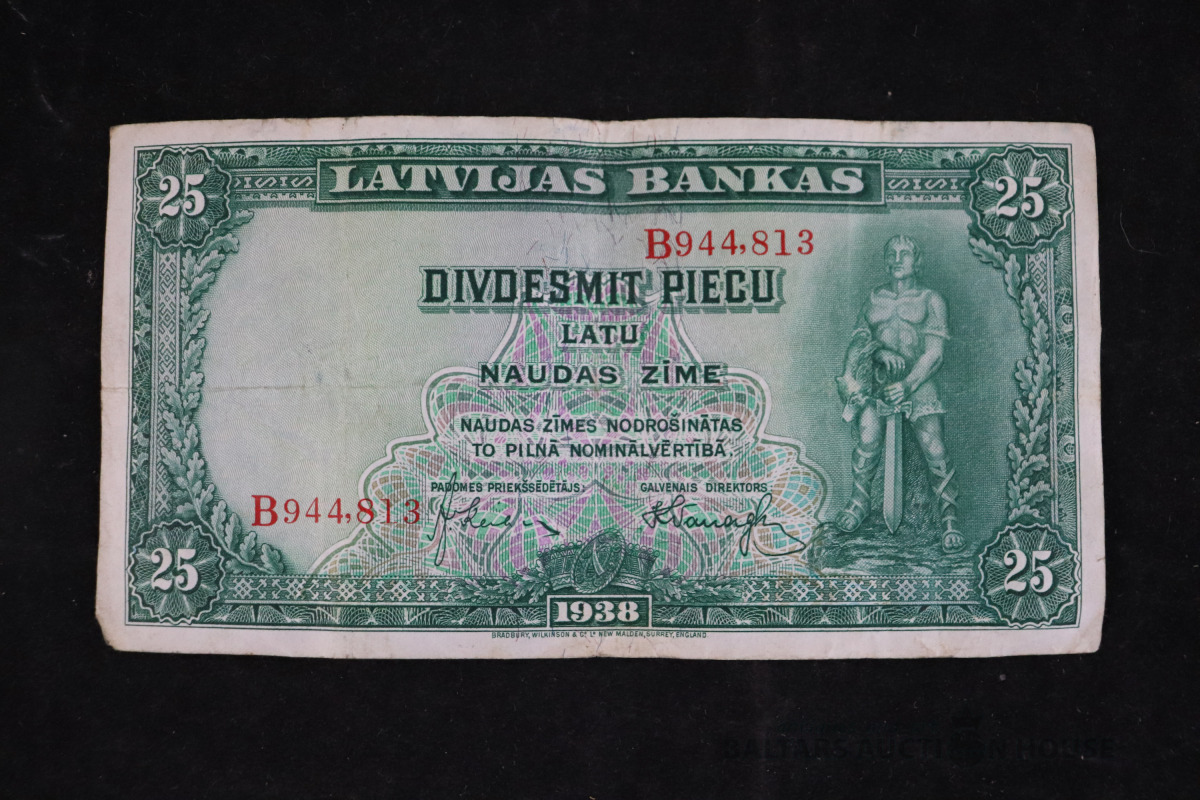 LATVIJAS BANKAS
25
25
B944,813
DIVDESMIT PIECU
LATU
NAUDAS ZĪME
NAUDAS ZĪMES NODROŠINĀTAS
TO PILNĀ NOMINĀLVĒRTĪBĀ.
PADOMES PRIEKŠSĒDĒTĀJS
GALVENAIS DIREKTORS
B944,813
25
25
1938
BRADBURY, WILKINSON & Cº Lᵈ NEW MALDEN, SURREY, ENGLAND
BALTARS AUCTION HOUSE